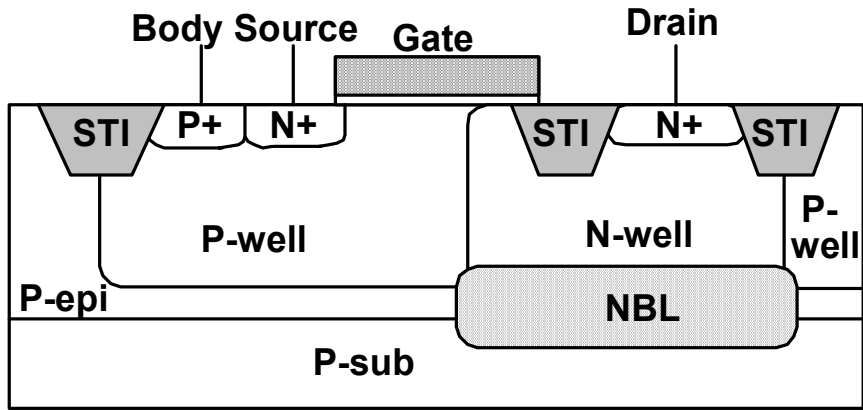 Body Source Gate Drain
STI P+ N+ STI N+ STI
P-well N-well P-
well
P-epi NBL
P-sub